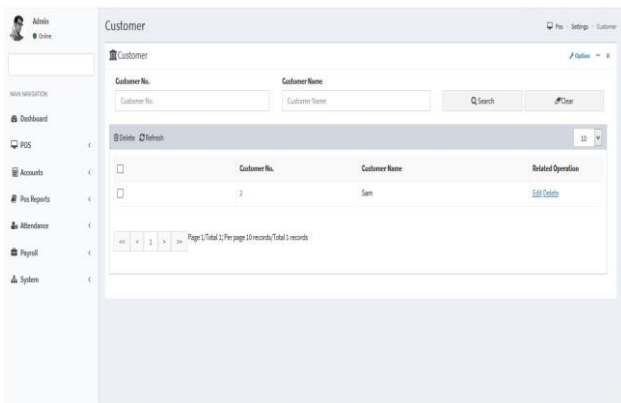 Admin
Online
MAIN NAVIGATION
Dashboard
POS
Accounts
Pos Reports
Attendance
Payroll
System
Customer
Pos Settings Customer
Customer
Option − x
Customer No. Customer Name
Customer No. Customer Name Search Clear
Delete Refresh 10
Customer No. Customer Name Related Operation
2 Sam Edit Delete
<< < 1 > >> Page 1/Total 1; Per page 10 records/Total 1 records